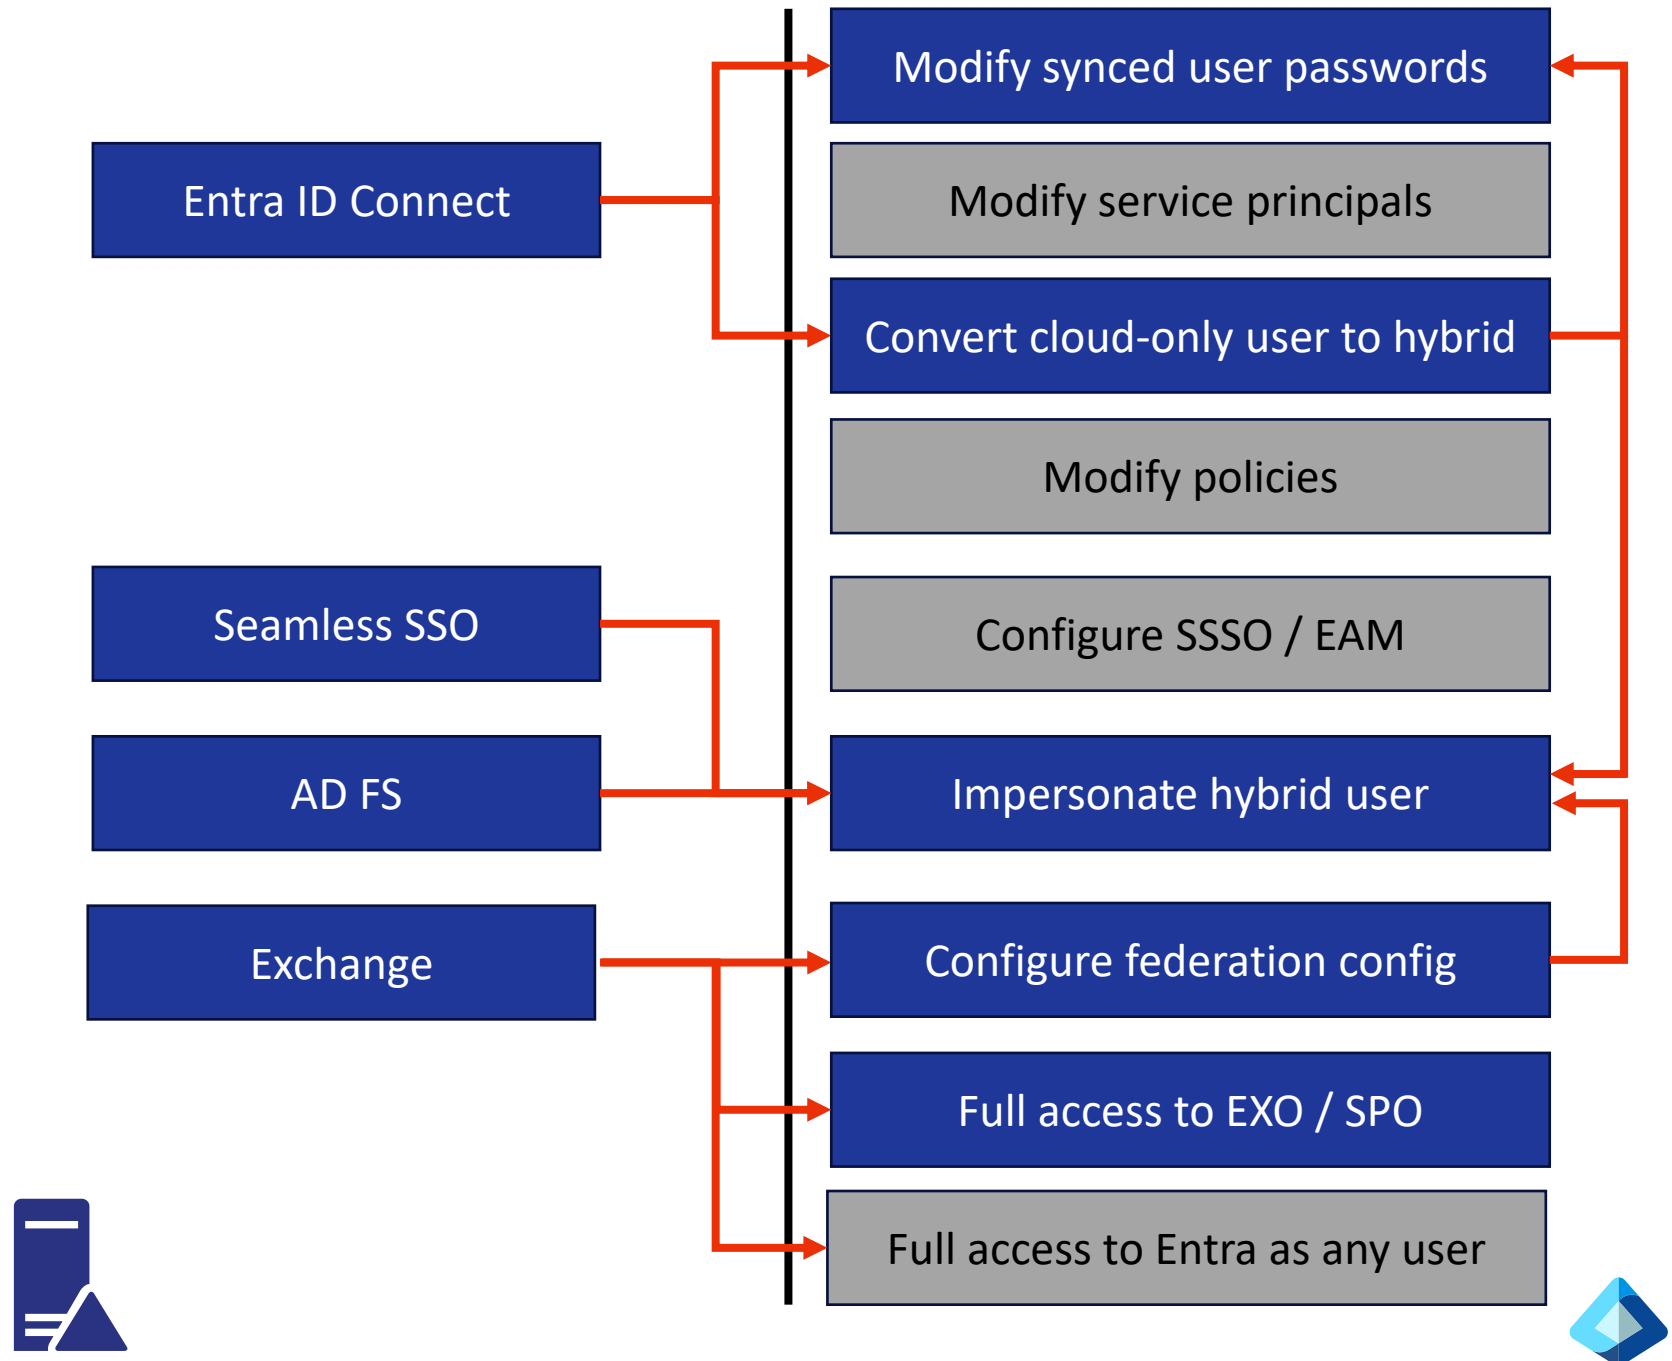 Modify synced user passwords
Entra ID Connect
Modify service principals
Convert cloud-only user to hybrid
Modify policies
Seamless SSO
Configure SSSO / EAM
AD FS
Impersonate hybrid user
Exchange
Configure federation config
Full access to EXO / SPO
Full access to Entra as any user